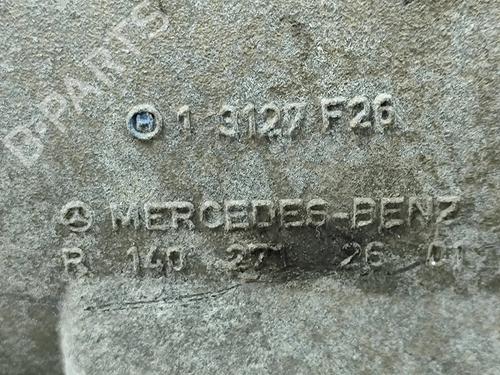 B-PARTS
H 1 3127 F26
MERCEDES-BENZ
R 140 271 26 01